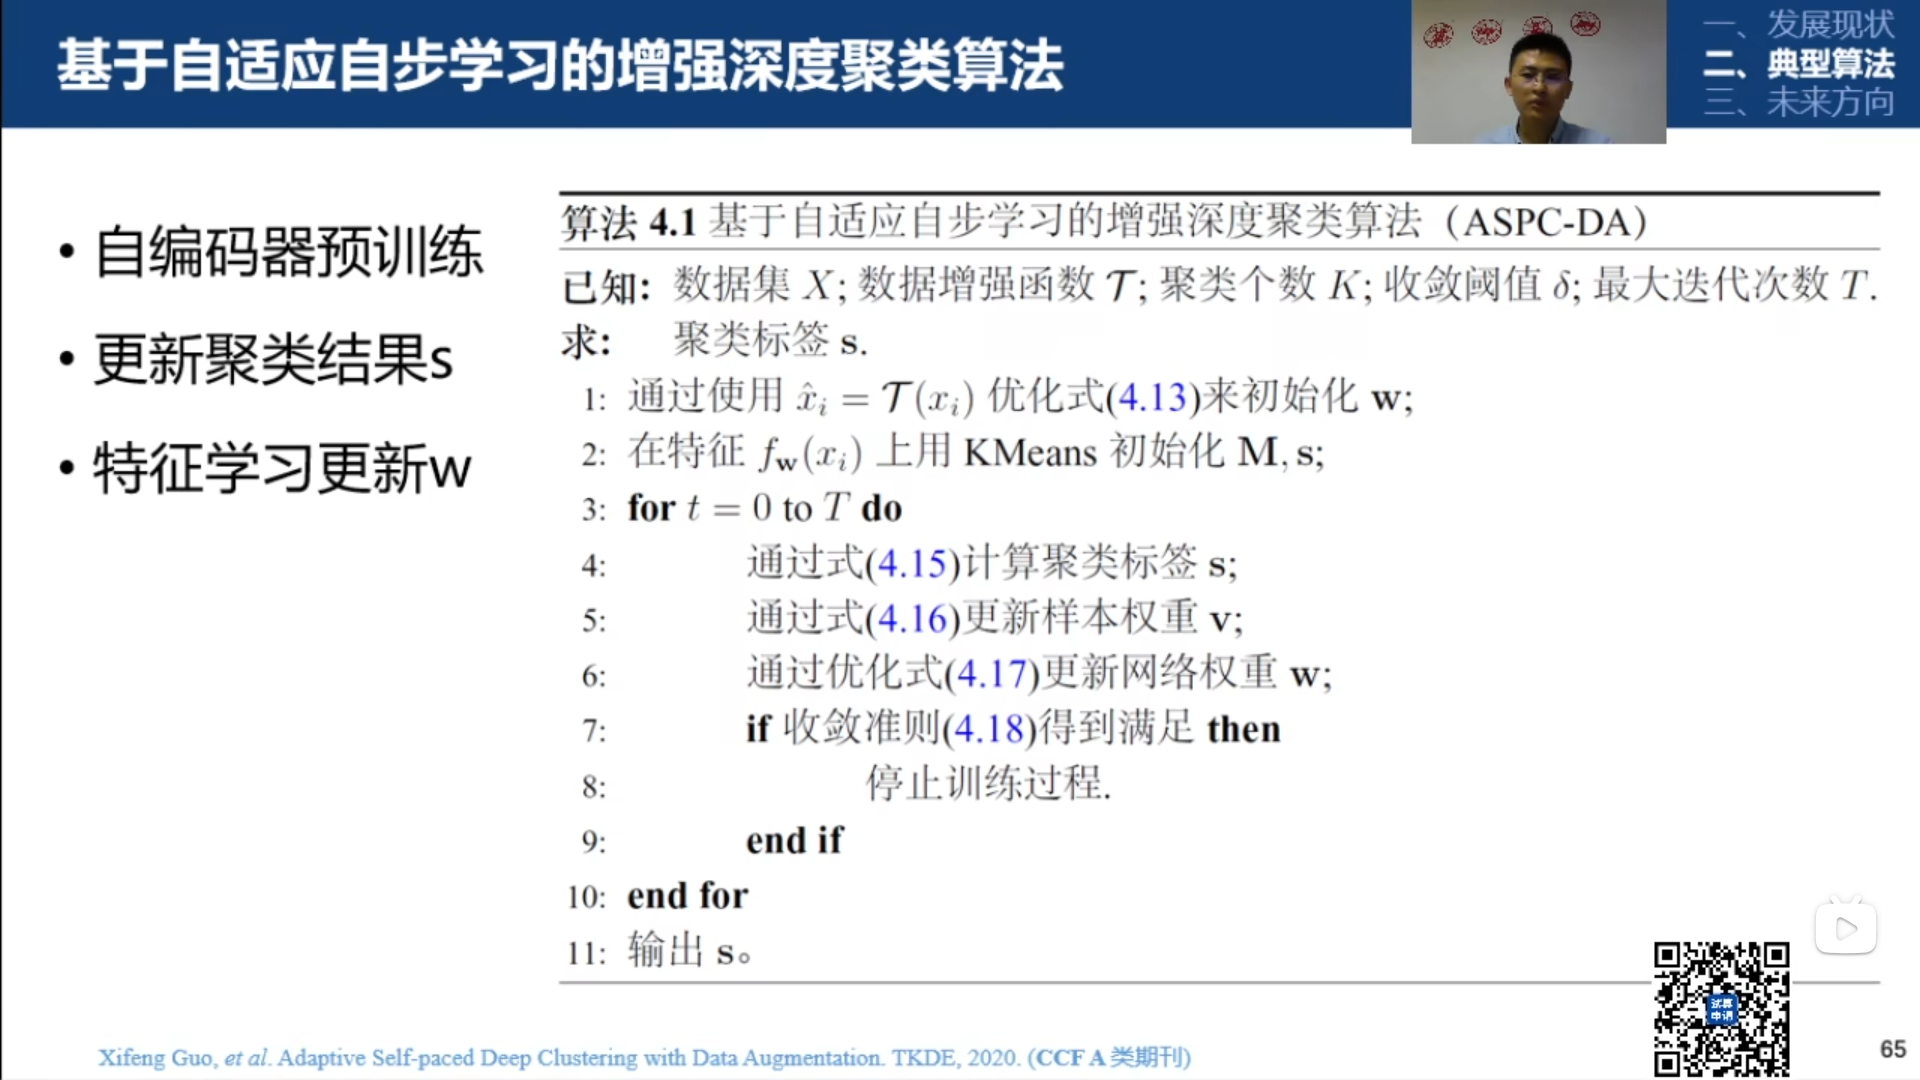 基于自适应自步学习的增强深度聚类算法
一、发展现状
二、典型算法
三、未来方向
• 自编码器预训练
• 更新聚类结果s
• 特征学习更新w
算法 4.1 基于自适应自步学习的增强深度聚类算法（ASPC-DA）
已知: 数据集 X; 数据增强函数 𝒯; 聚类个数 K; 收敛阈值 δ; 最大迭代次数 T.
求: 聚类标签 s.
1: 通过使用 x̂ᵢ = 𝒯(xᵢ) 优化式(4.13)来初始化 w;
2: 在特征 f_w(xᵢ) 上用 KMeans 初始化 M, s;
3: for t = 0 to T do
4: 通过式(4.15)计算聚类标签 s;
5: 通过式(4.16)更新样本权重 v;
6: 通过优化式(4.17)更新网络权重 w;
7: if 收敛准则(4.18)得到满足 then
8: 停止训练过程.
9: end if
10: end for
11: 输出 s。
试算
申请
Xifeng Guo, et al. Adaptive Self-paced Deep Clustering with Data Augmentation. TKDE, 2020. (CCF A 类期刊)
65